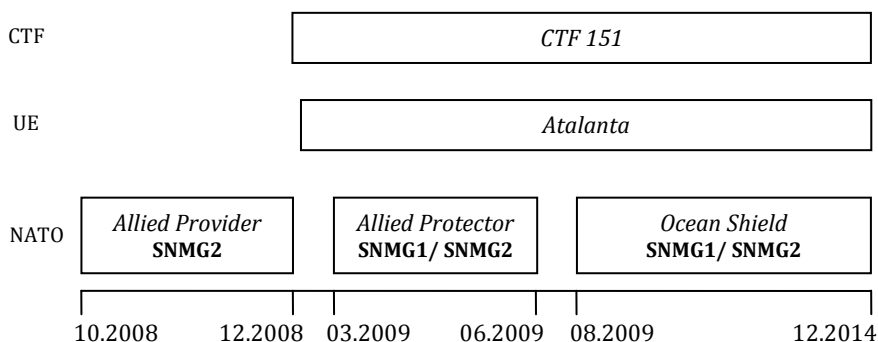 CTF
CTF 151
UE
Atalanta
NATO
Allied Provider
SNMG2
Allied Protector
SNMG1/ SNMG2
Ocean Shield
SNMG1/ SNMG2
10.2008
12.2008
03.2009
06.2009
08.2009
12.2014